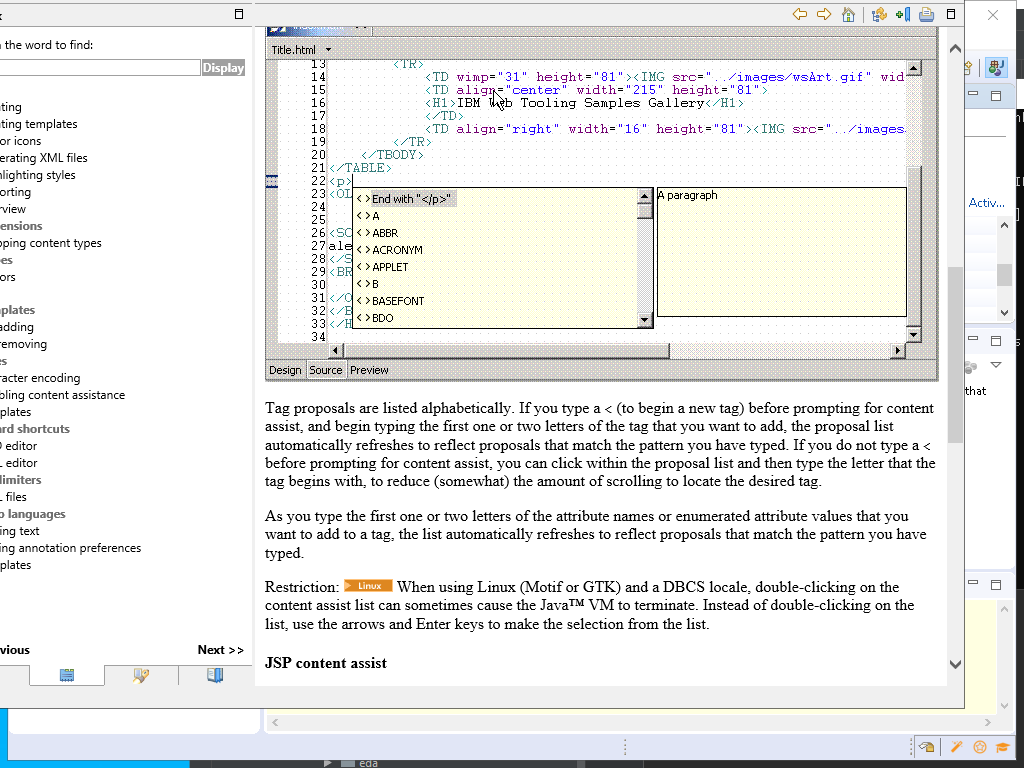 the word to find:
Display
ating
ating templates
or icons
erating XML files
hlighting styles
orting
rview
ensions
pping content types
es
ors
plates
adding
removing
es
racter encoding
bling content assistance
plates
ard shortcuts
D editor
L editor
limiters
L files
p languages
ing text
ing annotation preferences
plates
vious
Next >>
Title.html
13 <TR>
14 <TD wimp="31" height="81"><IMG src="../images/wsArt.gif" wid
15 <TD align="center" width="215" height="81">
16 <H1>IBM Web Tooling Samples Gallery</H1>
17 </TD>
18 <TD align="right" width="16" height="81"><IMG src="../images.
19 </TR>
20 </TBODY>
21 </TABLE>
22 <p>
23 <OL
24
25
26 <SC
27 ale
28 </S
29 <BR
30
31 </O
32 </B
33 </H
34
<> End with "</p>"
<> A
<> ABBR
<> ACRONYM
<> APPLET
<> B
<> BASEFONT
<> BDO
A paragraph
Design Source Preview
Tag proposals are listed alphabetically. If you type a < (to begin a new tag) before prompting for content
assist, and begin typing the first one or two letters of the tag that you want to add, the proposal list
automatically refreshes to reflect proposals that match the pattern you have typed. If you do not type a <
before prompting for content assist, you can click within the proposal list and then type the letter that the
tag begins with, to reduce (somewhat) the amount of scrolling to locate the desired tag.
As you type the first one or two letters of the attribute names or enumerated attribute values that you
want to add to a tag, the list automatically refreshes to reflect proposals that match the pattern you have
typed.
Restriction: Linux When using Linux (Motif or GTK) and a DBCS locale, double-clicking on the
content assist list can sometimes cause the Java™ VM to terminate. Instead of double-clicking on the
list, use the arrows and Enter keys to make the selection from the list.
JSP content assist
Activ...
that
eda